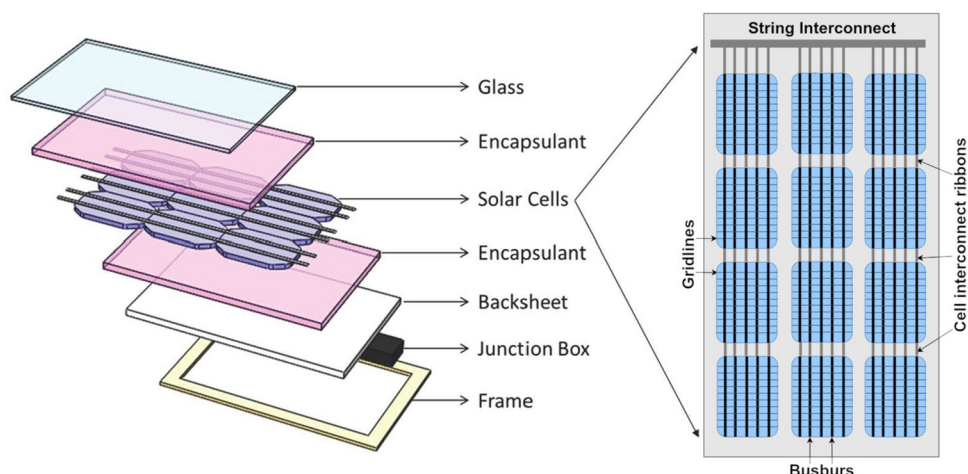 Glass
Encapsulant
Solar Cells
Encapsulant
Backsheet
Junction Box
Frame
String Interconnect
Gridlines
Cell interconnect ribbons
Busburs